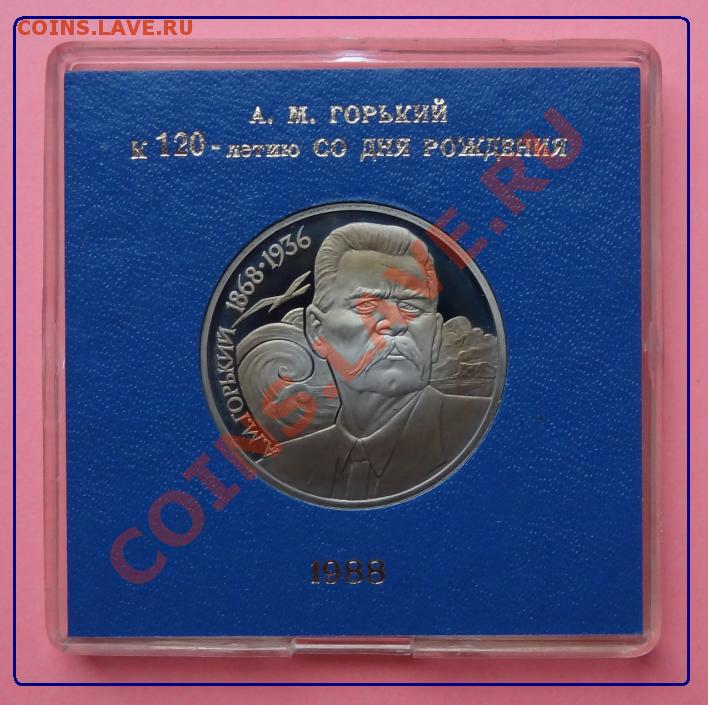 COINS.LAVE.RU
А. М. ГОРЬКИЙ
К 120-летию СО ДНЯ РОЖДЕНИЯ
А.М.ГОРЬКИЙ 1868·1936
COINS.LAVE.RU
1988